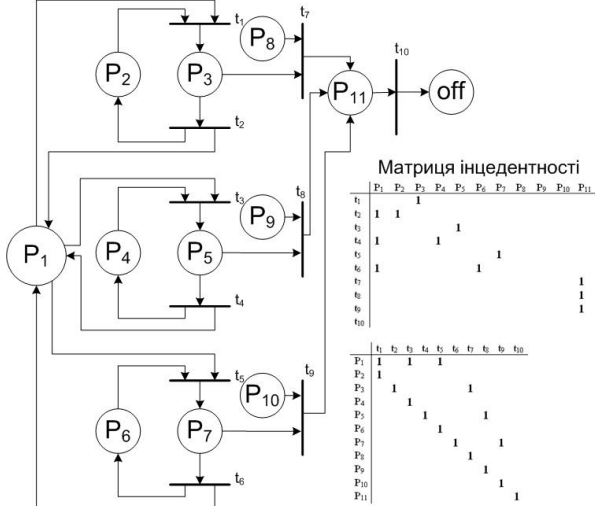 t1
t7
P8
t10
P2
P3
P11
off
t2
Матриця інцедентності
P1 P2 P3 P4 P5 P6 P7 P8 P9 P10 P11
t1 1
t2 1 1
t3 1
t4 1 1
t5 1
t6 1 1
t7 1
t8 1
t9 1
t10
t3
t8
P9
P1
P4
P5
t4
t1 t2 t3 t4 t5 t6 t7 t8 t9 t10
P1 1 1 1
P2 1
P3 1 1
P4 1
P5 1 1
P6 1
P7 1 1
P8 1
P9 1
P10 1
P11 1
t5
t9
P10
P6
P7
t6